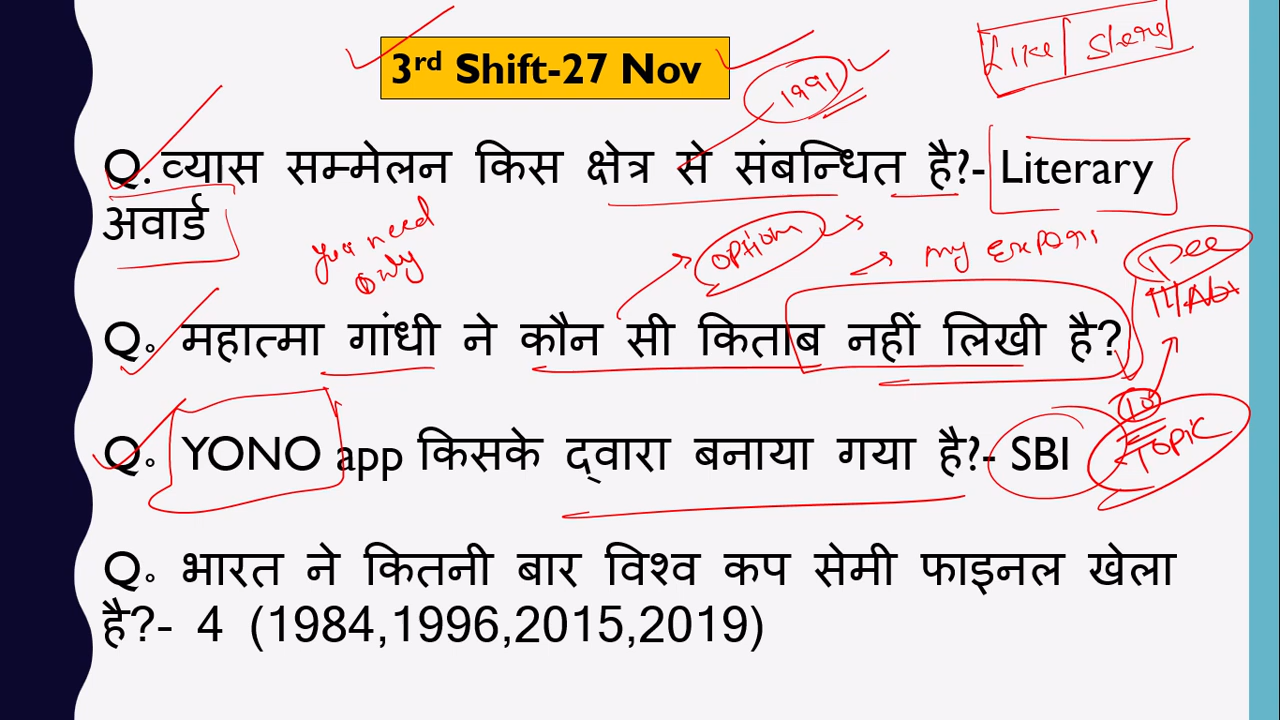 3rd Shift-27 Nov
Like | Share
1991
Q. व्यास सम्मेलन किस क्षेत्र से संबन्धित है?- Literary
अवार्ड
you need
only
option
my
Q. महात्मा गांधी ने कौन सी किताब नहीं लिखी है?
Q. YONO app किसके द्वारा बनाया गया है?- SBI
Topic
Q. भारत ने कितनी बार विश्व कप सेमी फाइनल खेला
है?- 4 (1984,1996,2015,2019)